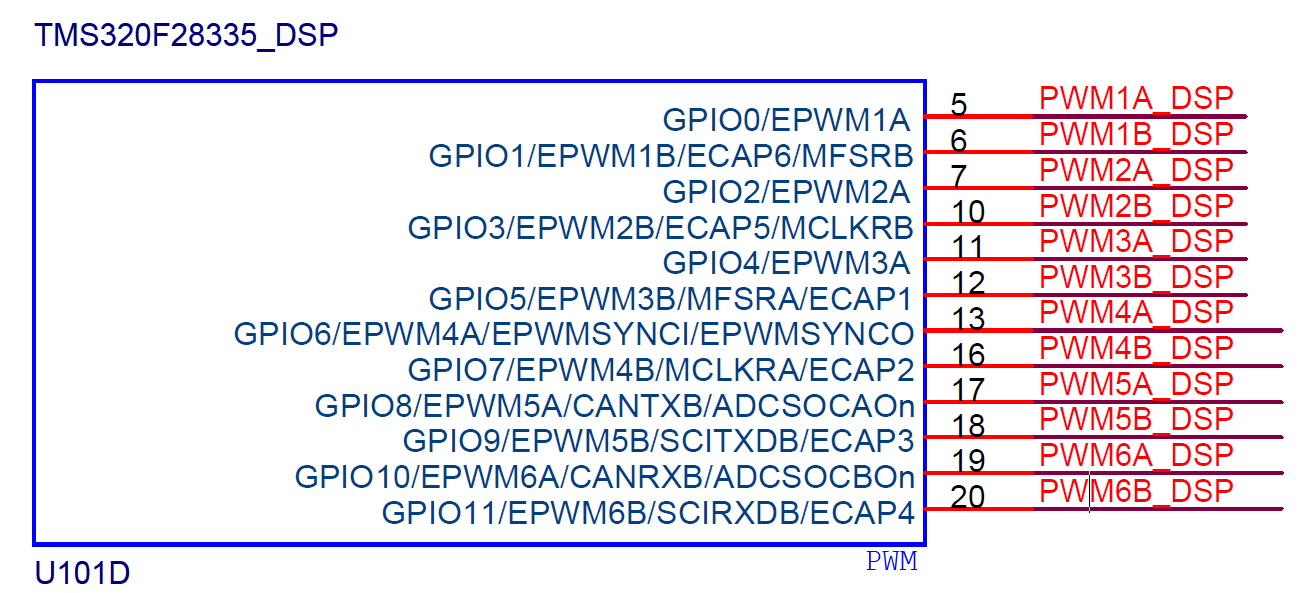 TMS320F28335_DSP
GPIO0/EPWM1A 5 PWM1A_DSP
GPIO1/EPWM1B/ECAP6/MFSRB 6 PWM1B_DSP
GPIO2/EPWM2A 7 PWM2A_DSP
GPIO3/EPWM2B/ECAP5/MCLKRB 10 PWM2B_DSP
GPIO4/EPWM3A 11 PWM3A_DSP
GPIO5/EPWM3B/MFSRA/ECAP1 12 PWM3B_DSP
GPIO6/EPWM4A/EPWMSYNCI/EPWMSYNCO 13 PWM4A_DSP
GPIO7/EPWM4B/MCLKRA/ECAP2 16 PWM4B_DSP
GPIO8/EPWM5A/CANTXB/ADCSOCAOn 17 PWM5A_DSP
GPIO9/EPWM5B/SCITXDB/ECAP3 18 PWM5B_DSP
GPIO10/EPWM6A/CANRXB/ADCSOCBOn 19 PWM6A_DSP
GPIO11/EPWM6B/SCIRXDB/ECAP4 20 PWM6B_DSP
PWM
U101D